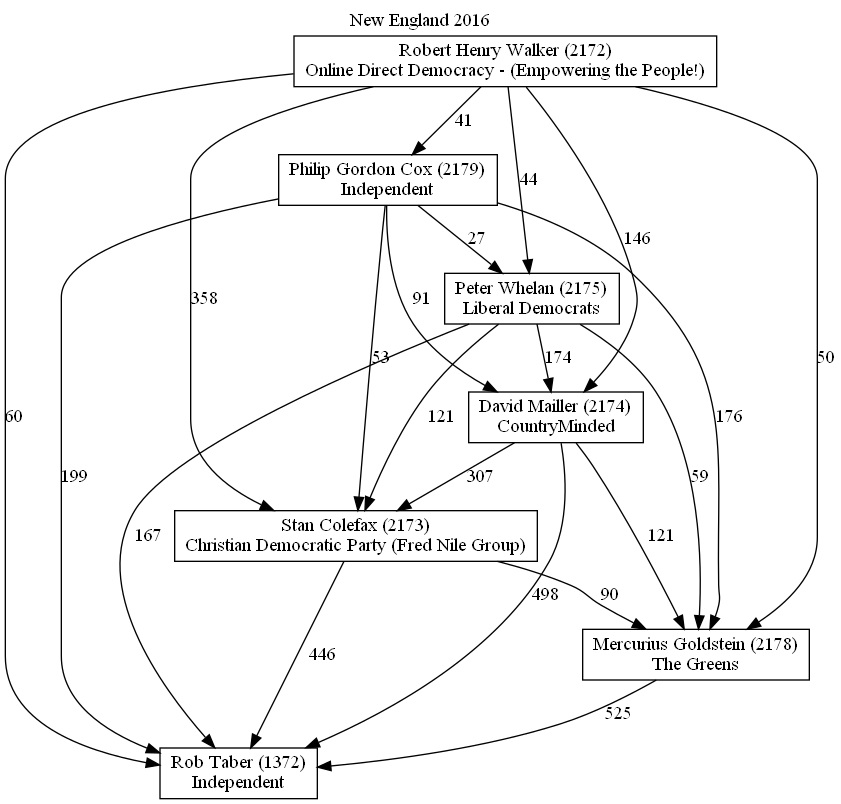 New England 2016
Robert Henry Walker (2172)
Online Direct Democracy - (Empowering the People!)
41
Philip Gordon Cox (2179)
Independent
44
27
146
Peter Whelan (2175)
Liberal Democrats
358
91
53
174
50
David Mailler (2174)
CountryMinded
60
121
176
199
307
59
Stan Colefax (2173)
Christian Democratic Party (Fred Nile Group)
167
121
498
90
446
Mercurius Goldstein (2178)
The Greens
525
Rob Taber (1372)
Independent